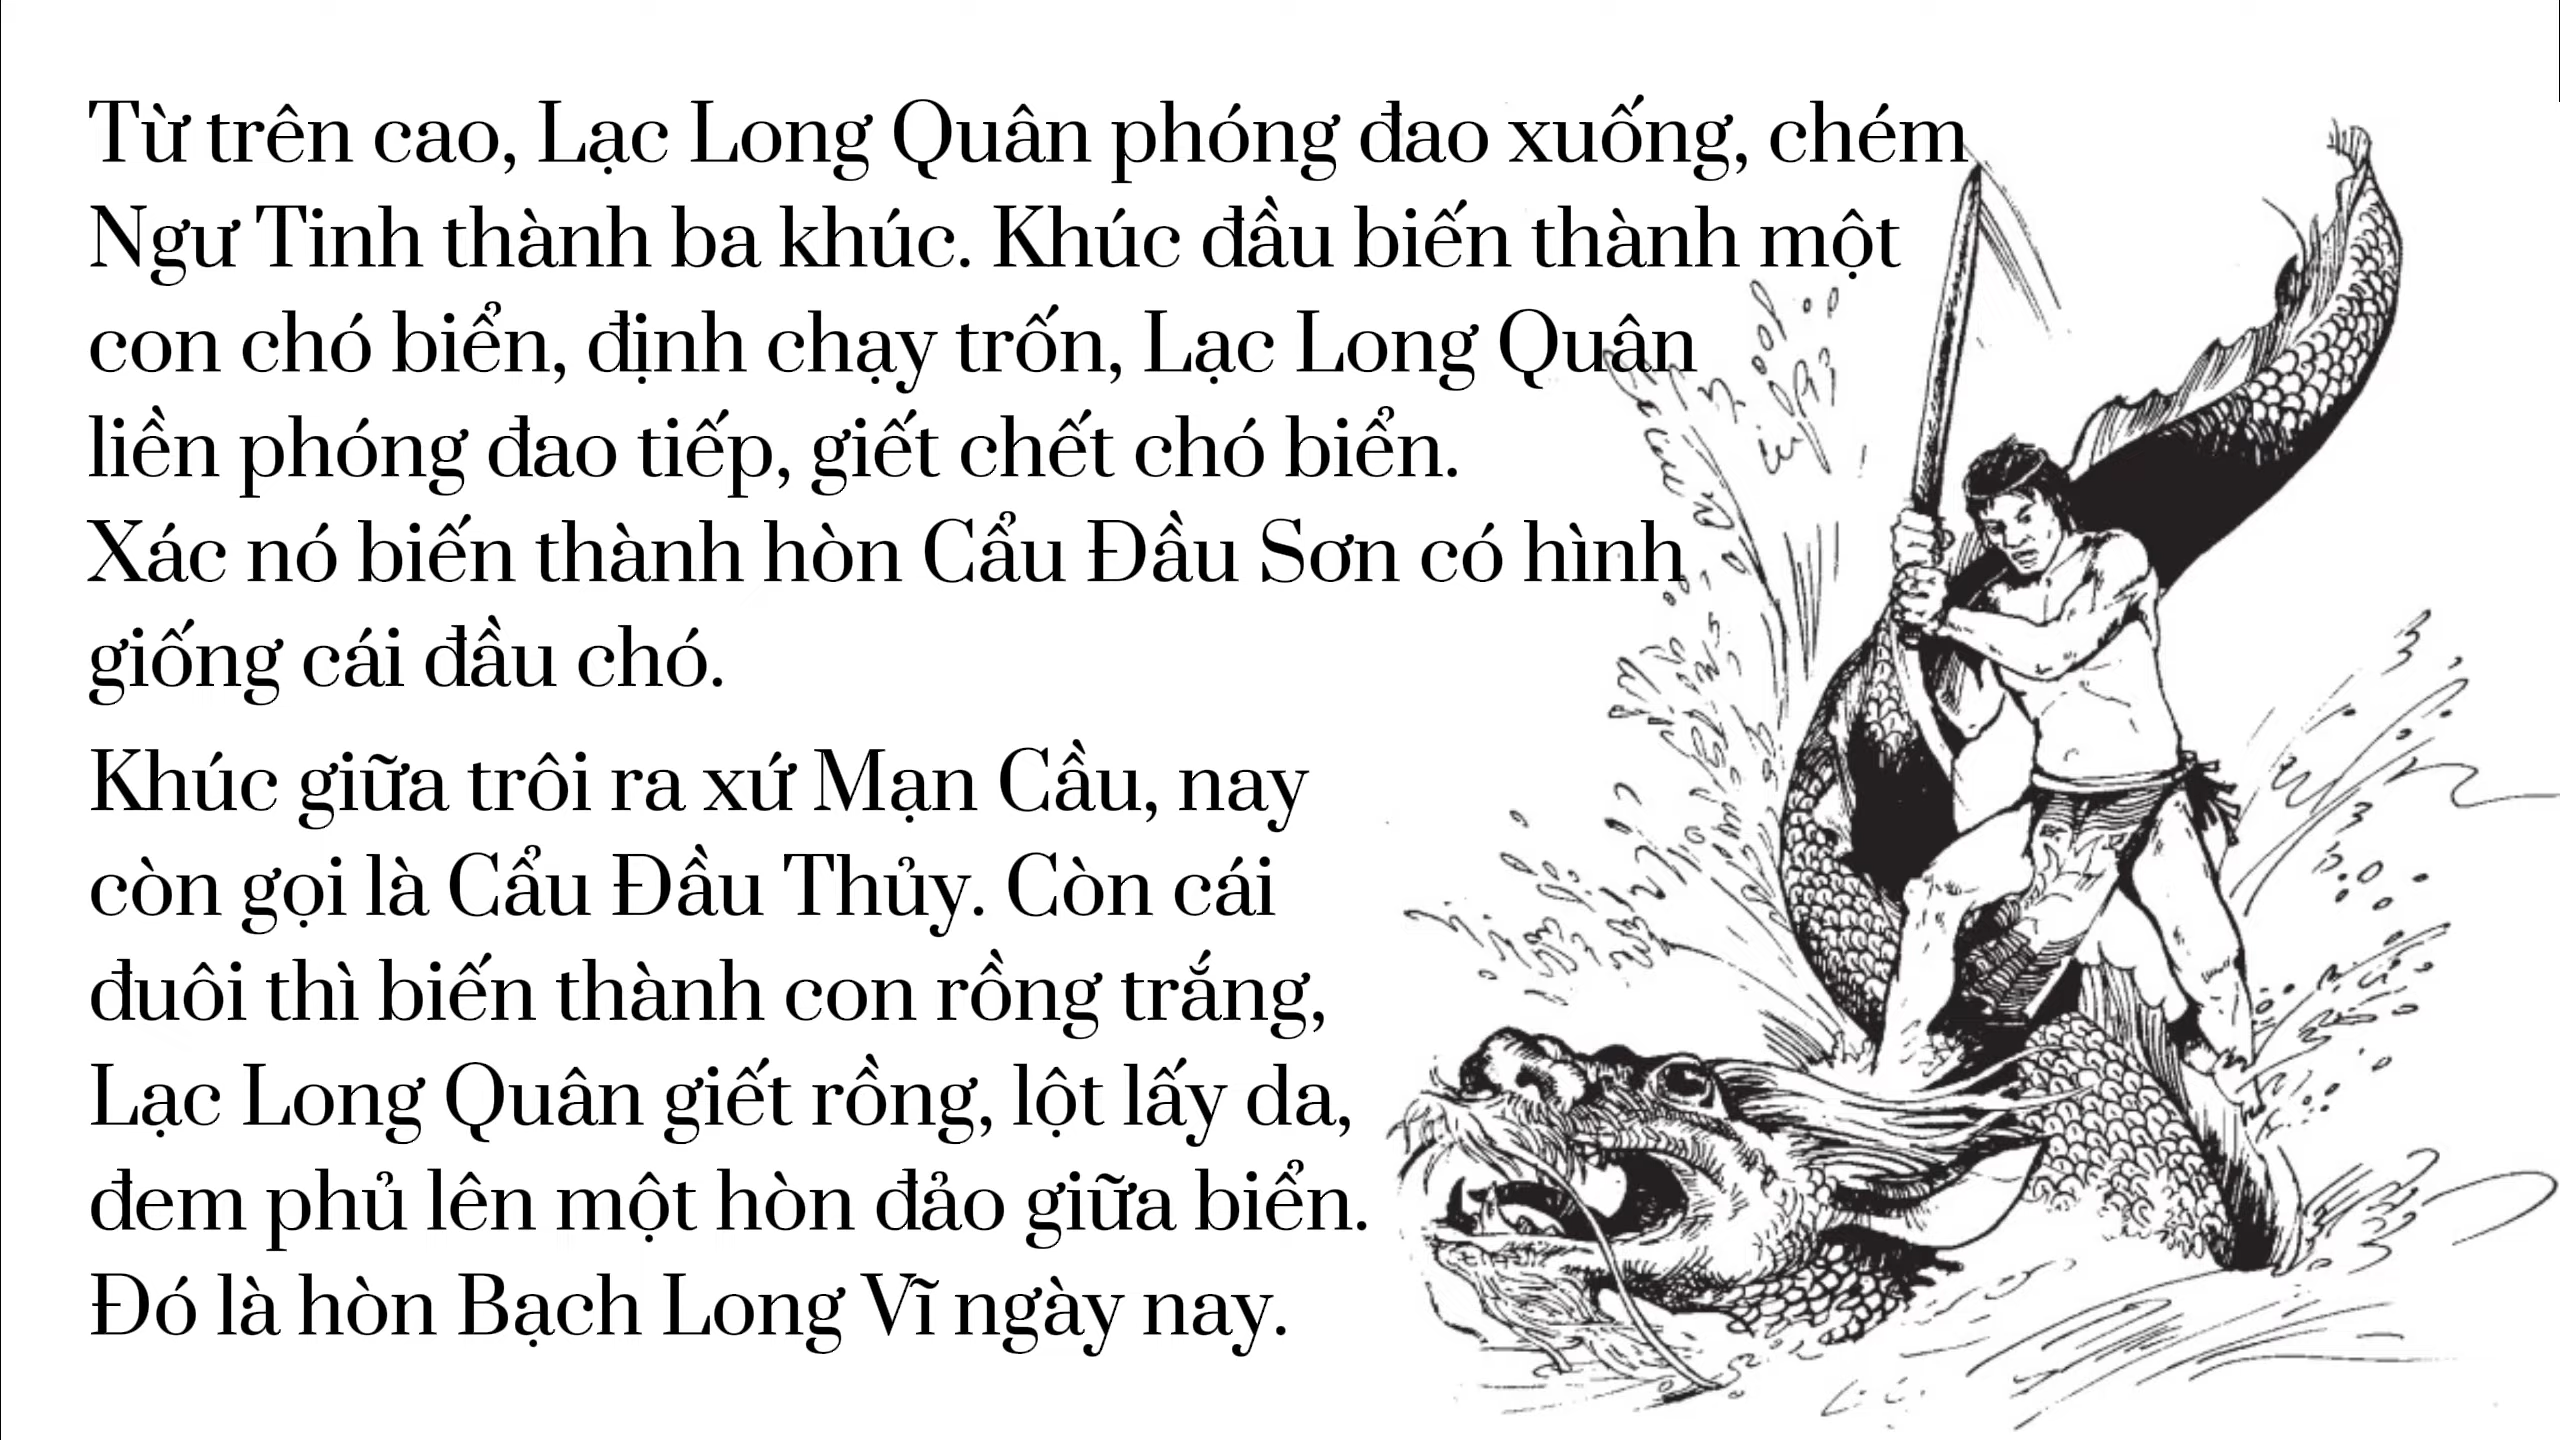 Từ trên cao, Lạc Long Quân phóng đao xuống, chém
Ngư Tinh thành ba khúc. Khúc đầu biến thành một
con chó biển, định chạy trốn, Lạc Long Quân
liền phóng đao tiếp, giết chết chó biển.
Xác nó biến thành hòn Cẩu Đầu Sơn có hình
giống cái đầu chó.
Khúc giữa trôi ra xứ Mạn Cầu, nay
còn gọi là Cẩu Đầu Thủy. Còn cái
đuôi thì biến thành con rồng trắng,
Lạc Long Quân giết rồng, lột lấy da,
đem phủ lên một hòn đảo giữa biển.
Đó là hòn Bạch Long Vĩ ngày nay.